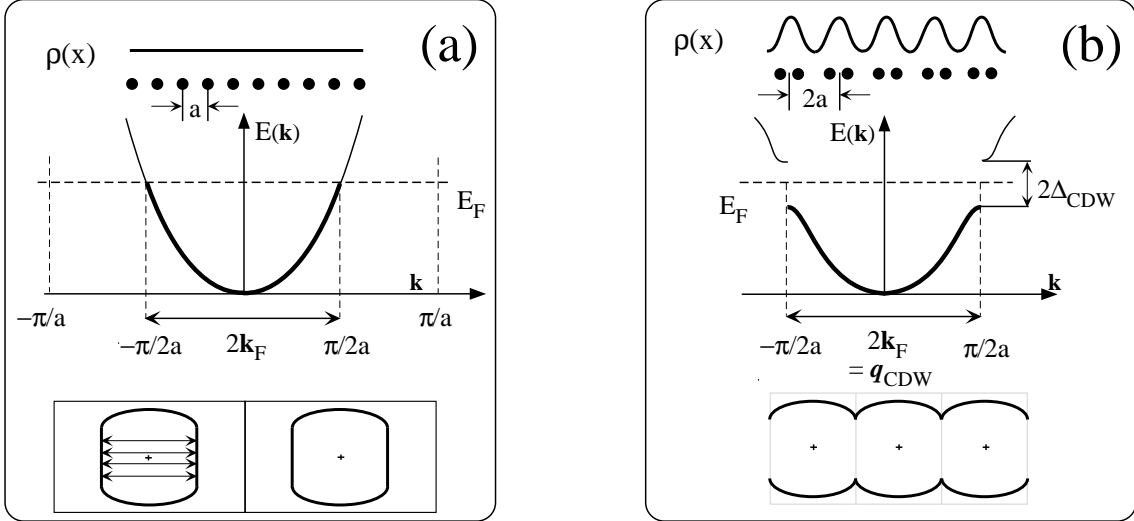 (a)
ρ(x)
a
E(k)
E_F
k
−π/a
−π/2a
2k_F
π/2a
π/a
(b)
ρ(x)
2a
E(k)
2Δ_CDW
E_F
k
−π/2a
2k_F
π/2a
= q_CDW